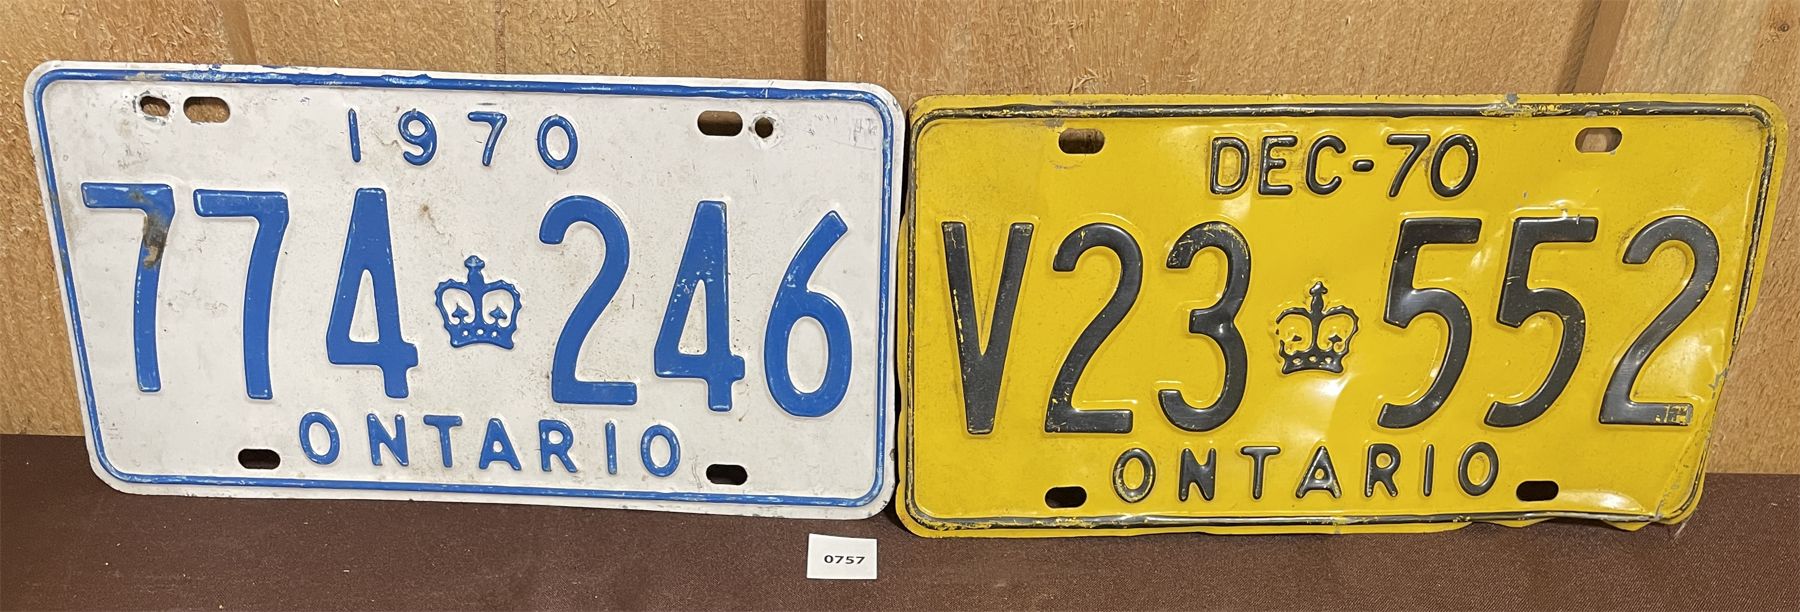 1970
774 246
ONTARIO
DEC-70
V23 552
ONTARIO
0757